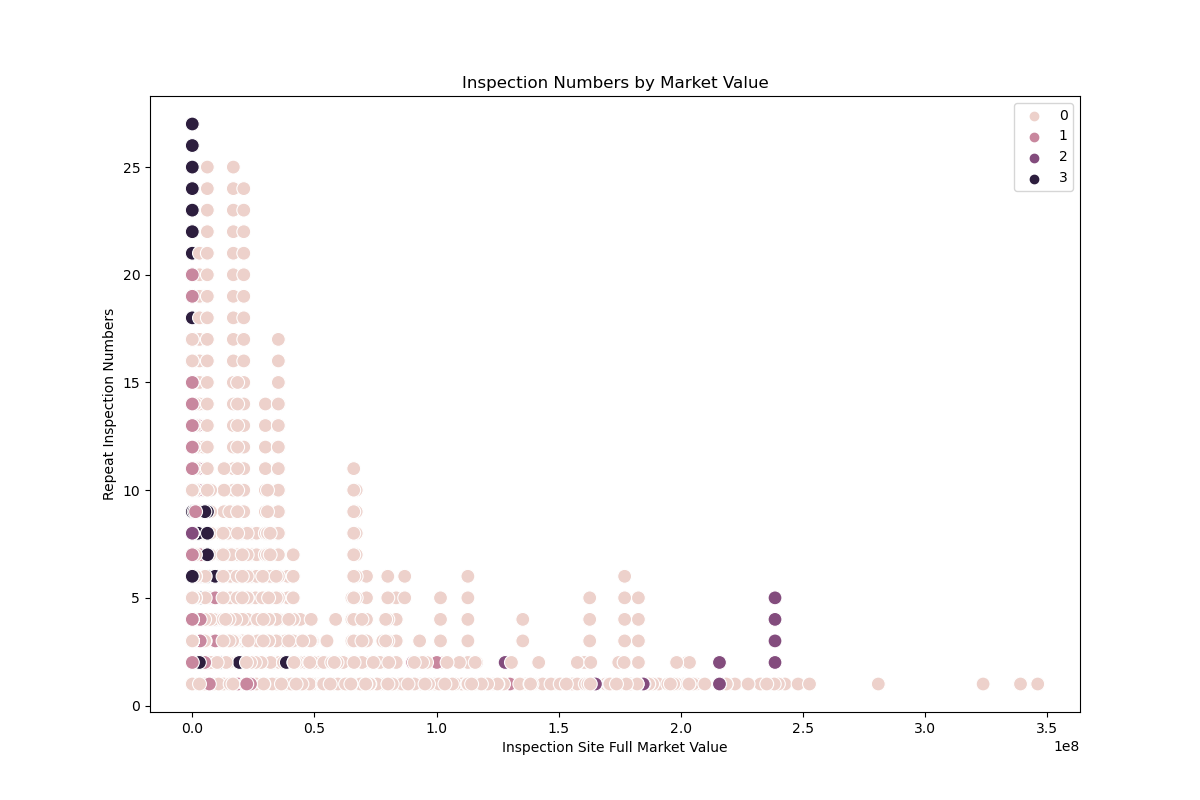 Inspection Numbers by Market Value
0
1
2
3
Repeat Inspection Numbers
25
20
15
10
5
0
0.0 0.5 1.0 1.5 2.0 2.5 3.0 3.5
1e8
Inspection Site Full Market Value